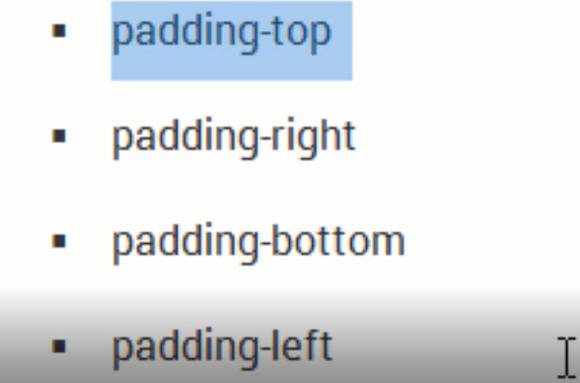 ▪ padding-top
▪ padding-right
▪ padding-bottom
▪ padding-left